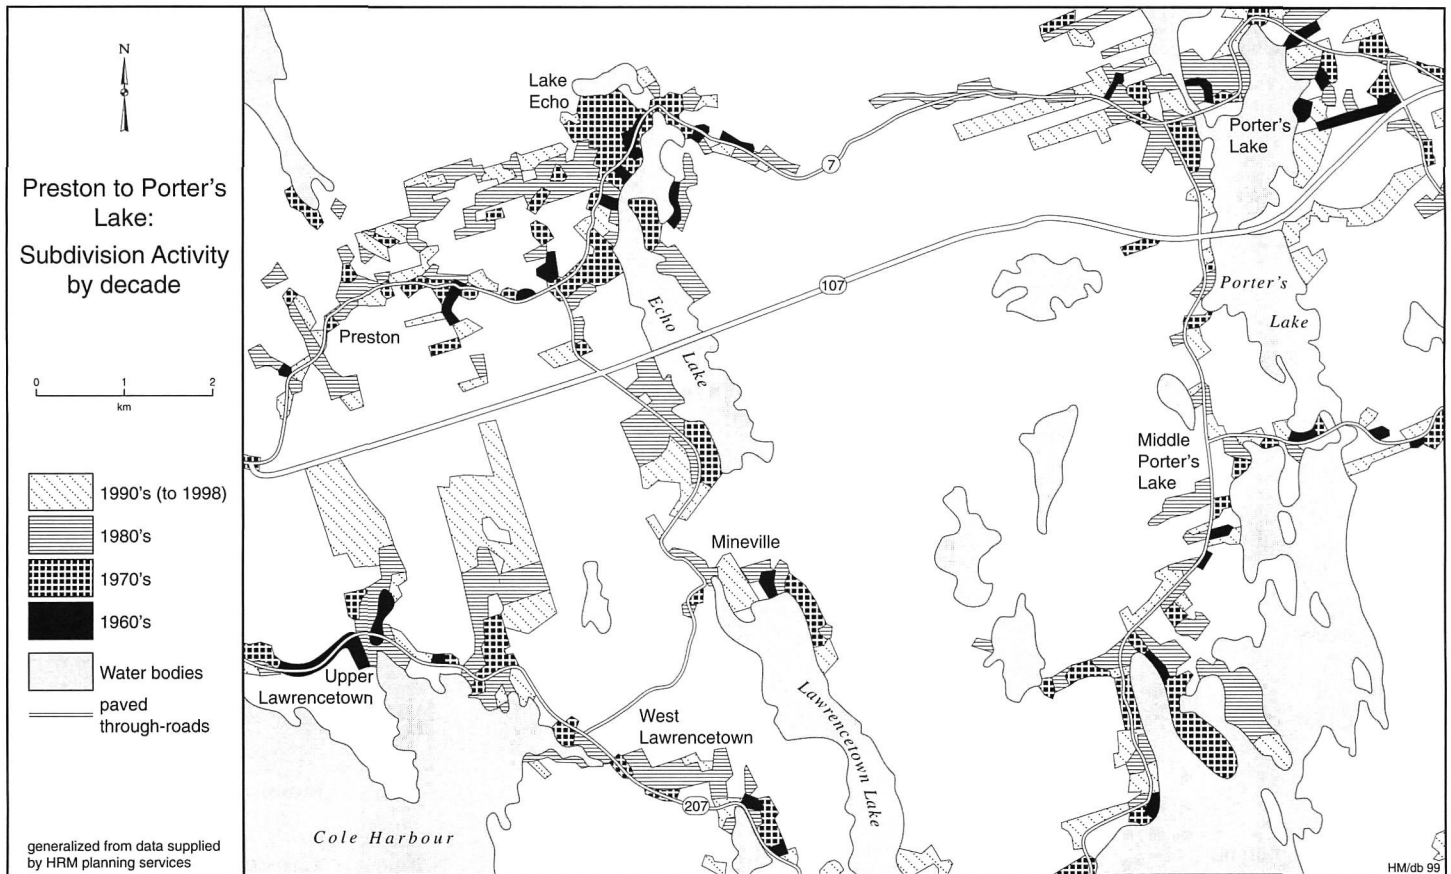 N
Preston to Porter's
Lake:
Subdivision Activity
by decade
0 1 2
km
1990's (to 1998)
1980's
1970's
1960's
Water bodies
paved
through-roads
generalized from data supplied
by HRM planning services
Lake
Echo
Porter's
Lake
7
107
Preston
Echo
Lake
Porter's
Lake
Middle
Porter's
Lake
Mineville
Upper
Lawrencetown
West
Lawrencetown
Lawrencetown Lake
207
Cole Harbour
HM/db 99